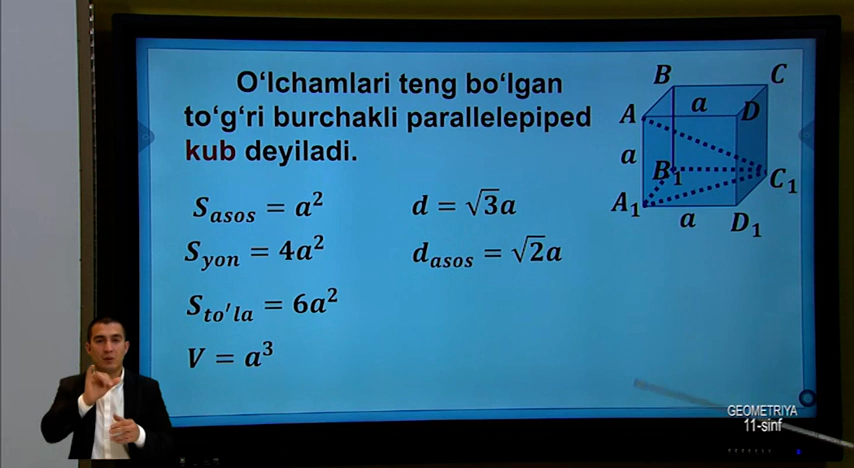 O‘lchamlari teng bo‘lgan
to‘g‘ri burchakli parallelepiped
kub deyiladi.
S_asos = a²
d = √3a
S_yon = 4a²
d_asos = √2a
S_to'la = 6a²
V = a³
B C
A a D
a B₁ C₁
A₁ a D₁
GEOMETRIYA
11-sinf